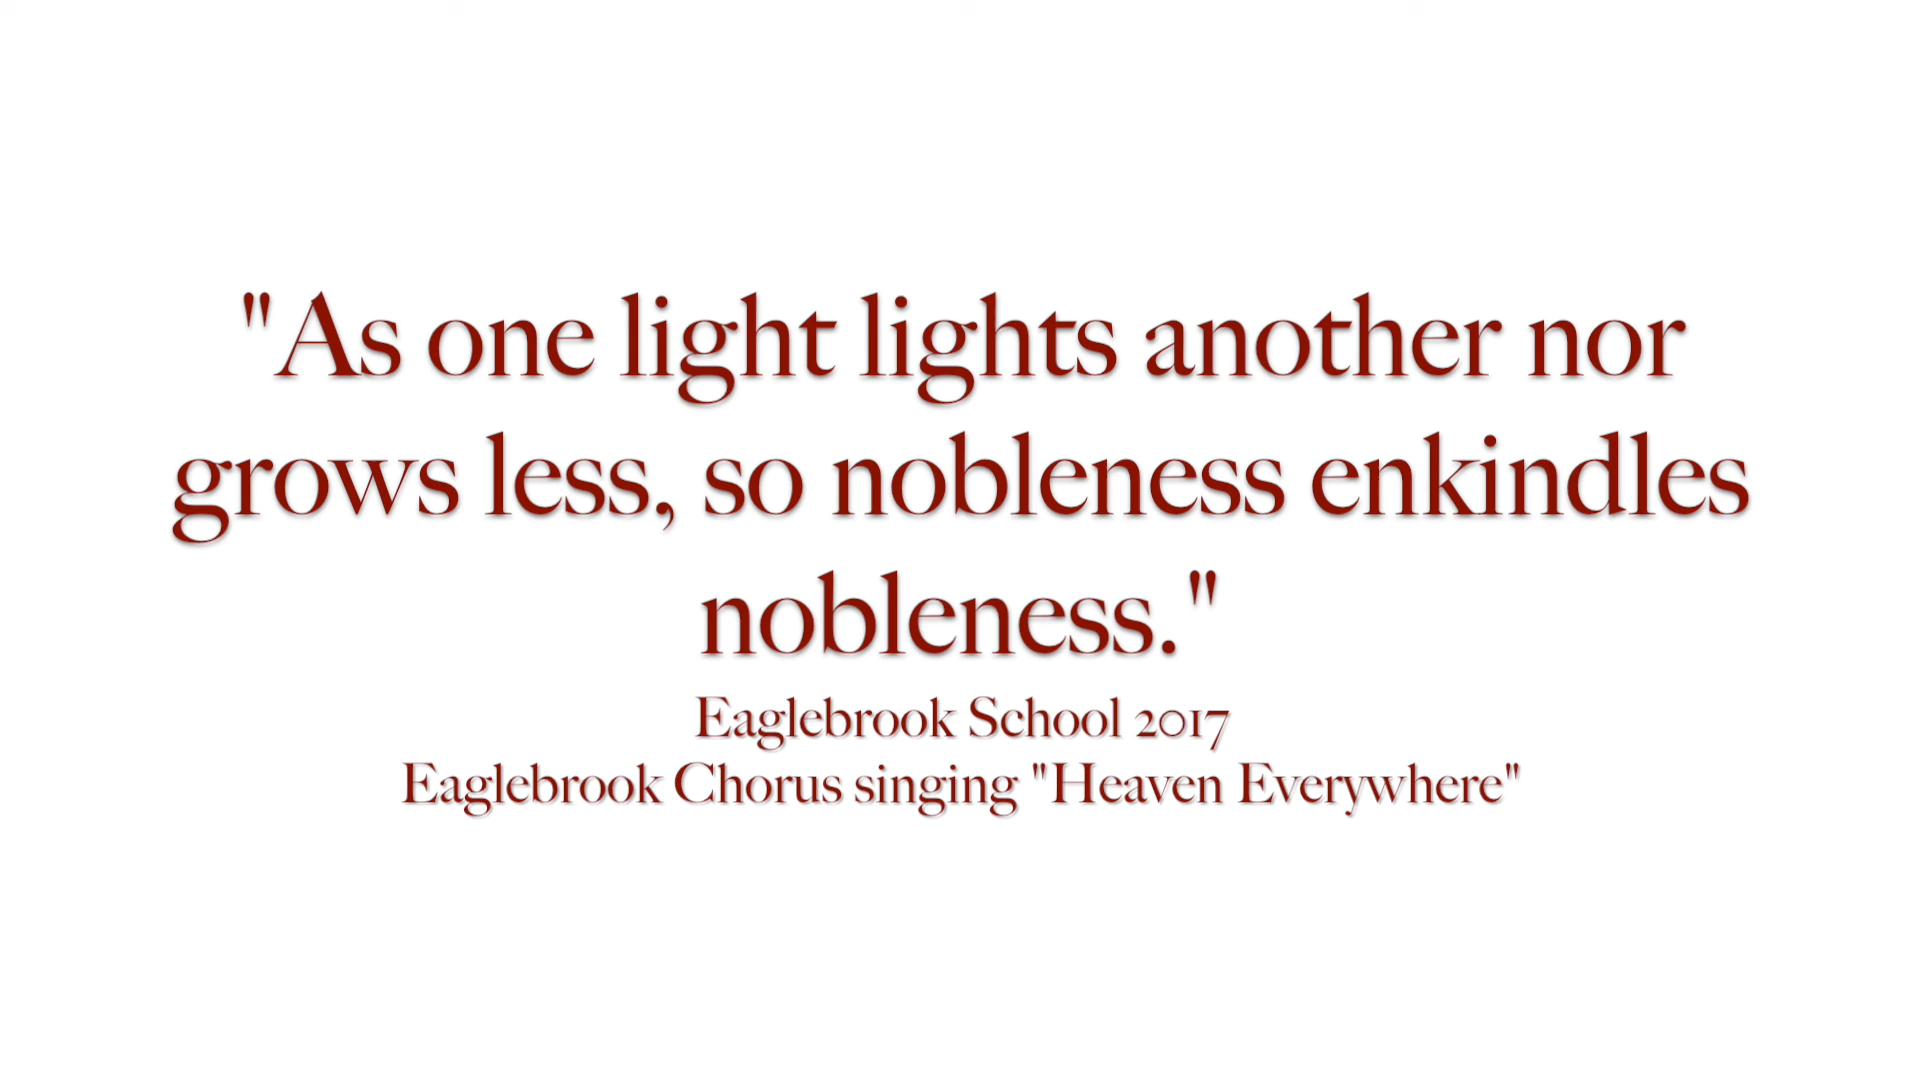 "As one light lights another nor
grows less, so nobleness enkindles
nobleness."
Eaglebrook School 2017
Eaglebrook Chorus singing "Heaven Everywhere"